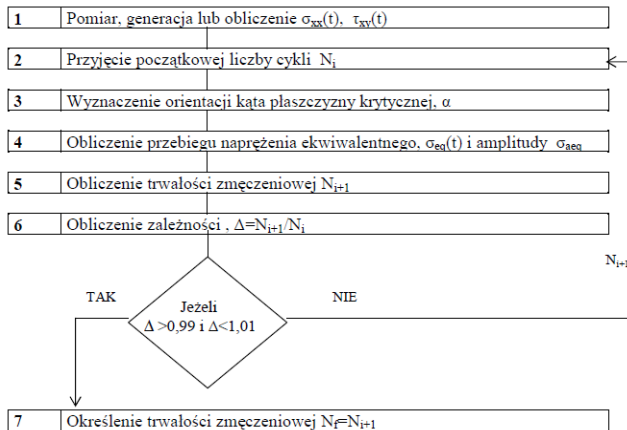 1 Pomiar, generacja lub obliczenie σxx(t), τxy(t)
2 Przyjęcie początkowej liczby cykli Ni
3 Wyznaczenie orientacji kąta płaszczyzny krytycznej, α
4 Obliczenie przebiegu naprężenia ekwiwalentnego, σeq(t) i amplitudy σaeq
5 Obliczenie trwałości zmęczeniowej Ni+1
6 Obliczenie zależności , Δ=Ni+1/Ni
Ni+1
TAK
Jeżeli
NIE
Δ >0,99 i Δ<1,01
7 Określenie trwałości zmęczeniowej Nf=Ni+1